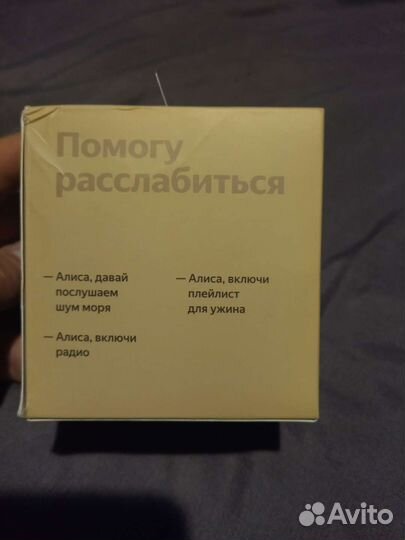 Помогу
расслабиться
— Алиса, давай
послушаем
шум моря
— Алиса, включи
радио
— Алиса, включи
плейлист
для ужина
Avito